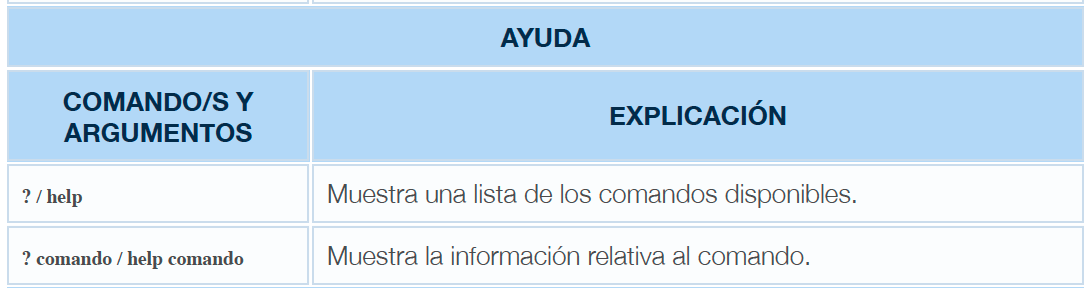 AYUDA
COMANDO/S Y
ARGUMENTOS
EXPLICACIÓN
? / help
Muestra una lista de los comandos disponibles.
? comando / help comando
Muestra la información relativa al comando.